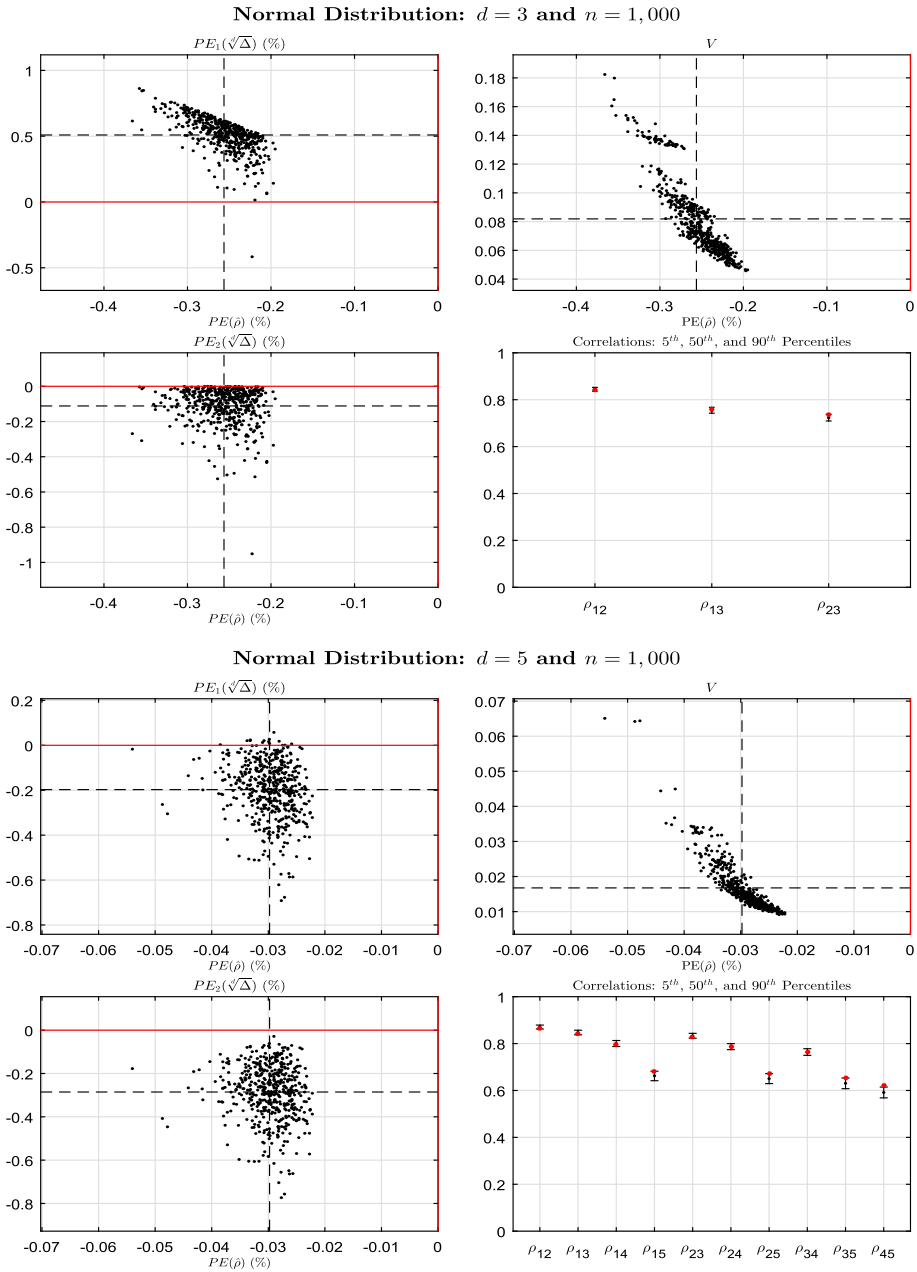 Normal Distribution: d = 3 and n = 1,000
PE₁(ᵈ√Δ) (%)
1
0.5
0
-0.5
-0.4 -0.3 -0.2 -0.1 0
PE(ρ̂) (%)
V
0.18
0.16
0.14
0.12
0.1
0.08
0.06
0.04
-0.4 -0.3 -0.2 -0.1 0
PE(ρ̂) (%)
PE₂(ᵈ√Δ) (%)
0
-0.2
-0.4
-0.6
-0.8
-1
-0.4 -0.3 -0.2 -0.1 0
PE(ρ̂) (%)
Correlations: 5ᵗʰ, 50ᵗʰ, and 90ᵗʰ Percentiles
1
0.8
0.6
0.4
0.2
0
ρ₁₂ ρ₁₃ ρ₂₃
Normal Distribution: d = 5 and n = 1,000
PE₁(ᵈ√Δ) (%)
0.2
0
-0.2
-0.4
-0.6
-0.8
-0.07 -0.06 -0.05 -0.04 -0.03 -0.02 -0.01 0
PE(ρ̂) (%)
V
0.07
0.06
0.05
0.04
0.03
0.02
0.01
-0.07 -0.06 -0.05 -0.04 -0.03 -0.02 -0.01 0
PE(ρ̂) (%)
PE₂(ᵈ√Δ) (%)
0
-0.2
-0.4
-0.6
-0.8
-0.07 -0.06 -0.05 -0.04 -0.03 -0.02 -0.01 0
PE(ρ̂) (%)
Correlations: 5ᵗʰ, 50ᵗʰ, and 90ᵗʰ Percentiles
1
0.8
0.6
0.4
0.2
0
ρ₁₂ ρ₁₃ ρ₁₄ ρ₁₅ ρ₂₃ ρ₂₄ ρ₂₅ ρ₃₄ ρ₃₅ ρ₄₅